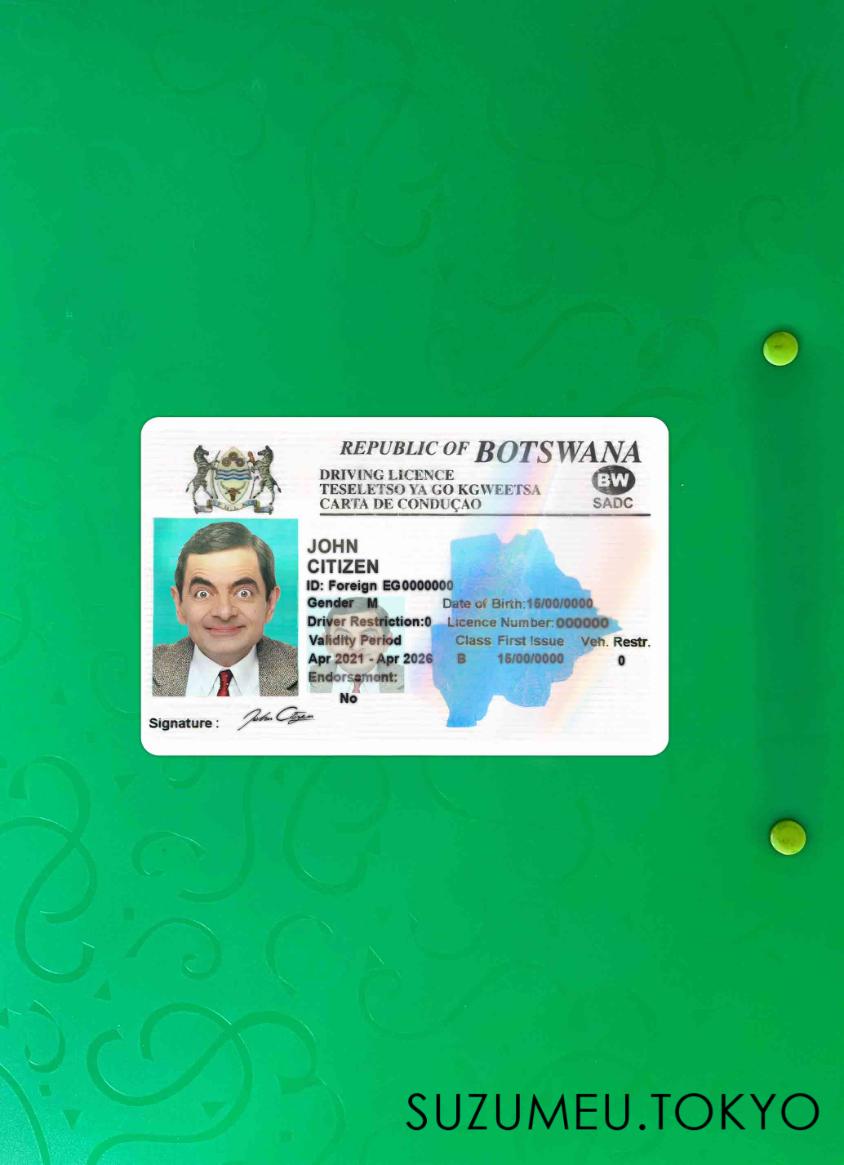 REPUBLIC OF BOTSWANA
DRIVING LICENCE
TESELETSO YA GO KGWEETSA
CARTA DE CONDUÇAO
BW
SADC
JOHN
CITIZEN
ID: Foreign EG0000000
Gender M Date of Birth:15/00/0000
Driver Restriction:0 Licence Number:000000
Validity Period Class First Issue Veh. Restr.
Apr 2021 - Apr 2026 B 15/00/0000 0
Endorsement:
No
Signature : John Citizen
SUZUMEU.TOKYO